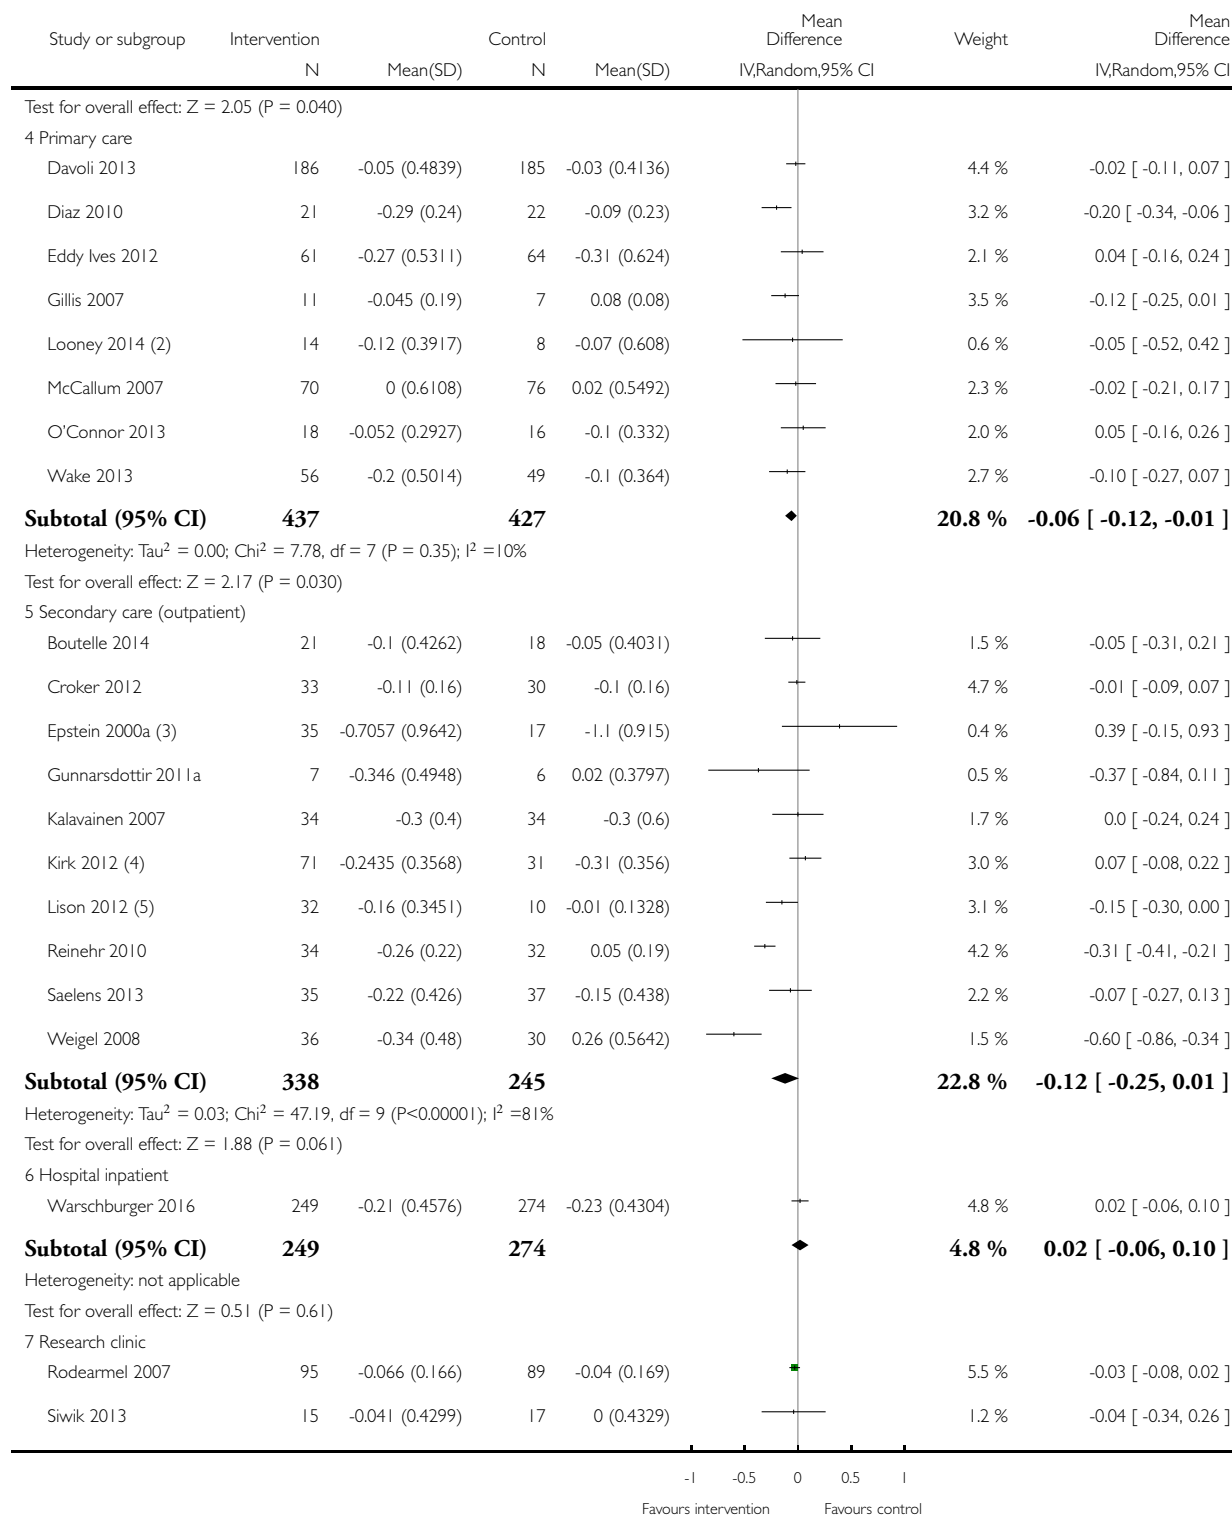 Study or subgroup Intervention Control Mean Difference Weight Mean Difference
N Mean(SD) N Mean(SD) IV,Random,95% CI IV,Random,95% CI
Test for overall effect: Z = 2.05 (P = 0.040)
4 Primary care
Davoli 2013 186 -0.05 (0.4839) 185 -0.03 (0.4136) 4.4 % -0.02 [ -0.11, 0.07 ]
Diaz 2010 21 -0.29 (0.24) 22 -0.09 (0.23) 3.2 % -0.20 [ -0.34, -0.06 ]
Eddy Ives 2012 61 -0.27 (0.5311) 64 -0.31 (0.624) 2.1 % 0.04 [ -0.16, 0.24 ]
Gillis 2007 11 -0.045 (0.19) 7 0.08 (0.08) 3.5 % -0.12 [ -0.25, 0.01 ]
Looney 2014 (2) 14 -0.12 (0.3917) 8 -0.07 (0.608) 0.6 % -0.05 [ -0.52, 0.42 ]
McCallum 2007 70 0 (0.6108) 76 0.02 (0.5492) 2.3 % -0.02 [ -0.21, 0.17 ]
O'Connor 2013 18 -0.052 (0.2927) 16 -0.1 (0.332) 2.0 % 0.05 [ -0.16, 0.26 ]
Wake 2013 56 -0.2 (0.5014) 49 -0.1 (0.364) 2.7 % -0.10 [ -0.27, 0.07 ]
Subtotal (95% CI) 437 427 20.8 % -0.06 [ -0.12, -0.01 ]
Heterogeneity: Tau² = 0.00; Chi² = 7.78, df = 7 (P = 0.35); I² =10%
Test for overall effect: Z = 2.17 (P = 0.030)
5 Secondary care (outpatient)
Boutelle 2014 21 -0.1 (0.4262) 18 -0.05 (0.4031) 1.5 % -0.05 [ -0.31, 0.21 ]
Croker 2012 33 -0.11 (0.16) 30 -0.1 (0.16) 4.7 % -0.01 [ -0.09, 0.07 ]
Epstein 2000a (3) 35 -0.7057 (0.9642) 17 -1.1 (0.915) 0.4 % 0.39 [ -0.15, 0.93 ]
Gunnarsdottir 2011a 7 -0.346 (0.4948) 6 0.02 (0.3797) 0.5 % -0.37 [ -0.84, 0.11 ]
Kalavainen 2007 34 -0.3 (0.4) 34 -0.3 (0.6) 1.7 % 0.0 [ -0.24, 0.24 ]
Kirk 2012 (4) 71 -0.2435 (0.3568) 31 -0.31 (0.356) 3.0 % 0.07 [ -0.08, 0.22 ]
Lison 2012 (5) 32 -0.16 (0.3451) 10 -0.01 (0.1328) 3.1 % -0.15 [ -0.30, 0.00 ]
Reinehr 2010 34 -0.26 (0.22) 32 0.05 (0.19) 4.2 % -0.31 [ -0.41, -0.21 ]
Saelens 2013 35 -0.22 (0.426) 37 -0.15 (0.438) 2.2 % -0.07 [ -0.27, 0.13 ]
Weigel 2008 36 -0.34 (0.48) 30 0.26 (0.5642) 1.5 % -0.60 [ -0.86, -0.34 ]
Subtotal (95% CI) 338 245 22.8 % -0.12 [ -0.25, 0.01 ]
Heterogeneity: Tau² = 0.03; Chi² = 47.19, df = 9 (P<0.00001); I² =81%
Test for overall effect: Z = 1.88 (P = 0.061)
6 Hospital inpatient
Warschburger 2016 249 -0.21 (0.4576) 274 -0.23 (0.4304) 4.8 % 0.02 [ -0.06, 0.10 ]
Subtotal (95% CI) 249 274 4.8 % 0.02 [ -0.06, 0.10 ]
Heterogeneity: not applicable
Test for overall effect: Z = 0.51 (P = 0.61)
7 Research clinic
Rodearmel 2007 95 -0.066 (0.166) 89 -0.04 (0.169) 5.5 % -0.03 [ -0.08, 0.02 ]
Siwik 2013 15 -0.041 (0.4299) 17 0 (0.4329) 1.2 % -0.04 [ -0.34, 0.26 ]
-1 -0.5 0 0.5 1
Favours intervention Favours control